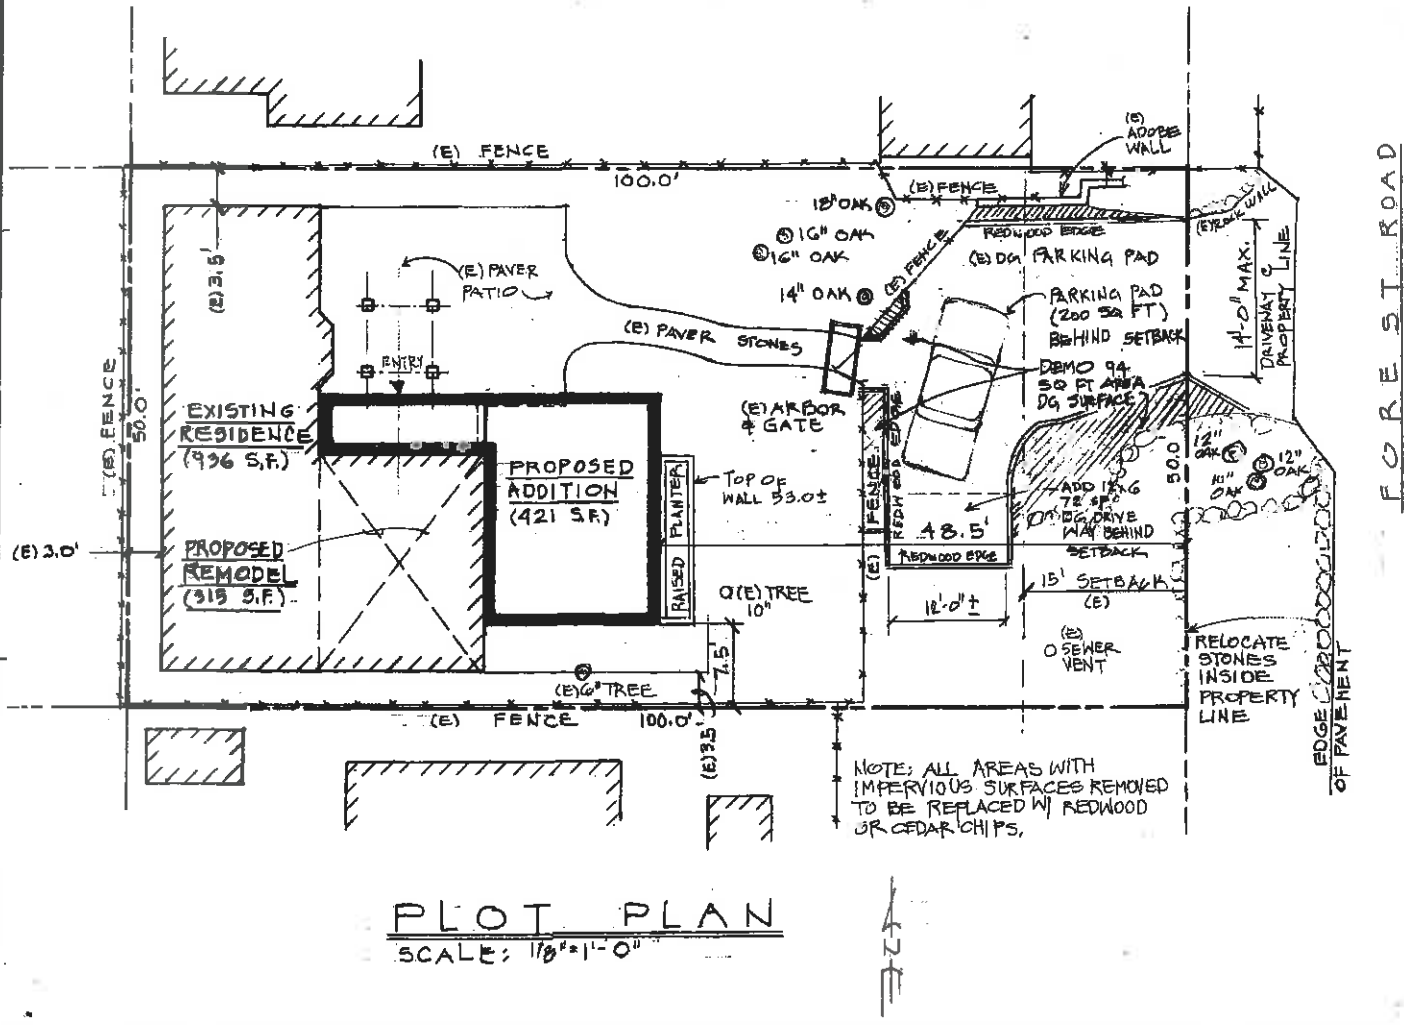 (E) FENCE
100.0'
(E)
ADOBE
WALL
(E) FENCE
18" OAK
16" OAK
16" OAK
14" OAK
(E) FENCE
REDWOOD EDGE
(E) DG PARKING PAD
(E) ROCK WALL
PARKING PAD
(200 SQ FT)
BEHIND SETBACK
14'-0" MAX.
DRIVEWAY @
PROPERTY LINE
FOREST ROAD
(E) 3.5'
(E) PAVER
PATIO
(E) PAVER STONES
ENTRY
DEMO 94
SQ FT AREA
DG SURFACE
(E) FENCE
50.0'
EXISTING
RESIDENCE
(936 S.F.)
(E) ARBOR
& GATE
PROPOSED
ADDITION
(421 S.F.)
RAISED PLANTER
TOP OF
WALL 53.0±
(E) FENCE
REDWOOD EDGE
12"
OAK
12"
OAK
OAK
50.0
ADD 12x6
72 SF
DG DRIVE
WAY BEHIND
SETBACK
48.5'
REDWOOD EDGE
(E) 3.0'
PROPOSED
REMODEL
(315 S.F.)
(E) TREE
10"
12'-0"±
15' SETBACK
(E)
(E)
SEWER
VENT
RELOCATE
STONES
INSIDE
PROPERTY
LINE
EDGE
OF PAVEMENT
7.5'
(E) 6" TREE
(E) FENCE
100.0'
(E) 3.5'
NOTE: ALL AREAS WITH
IMPERVIOUS SURFACES REMOVED
TO BE REPLACED W/ REDWOOD
OR CEDAR CHIPS.
PLOT PLAN
SCALE: 1/8"=1'-0"